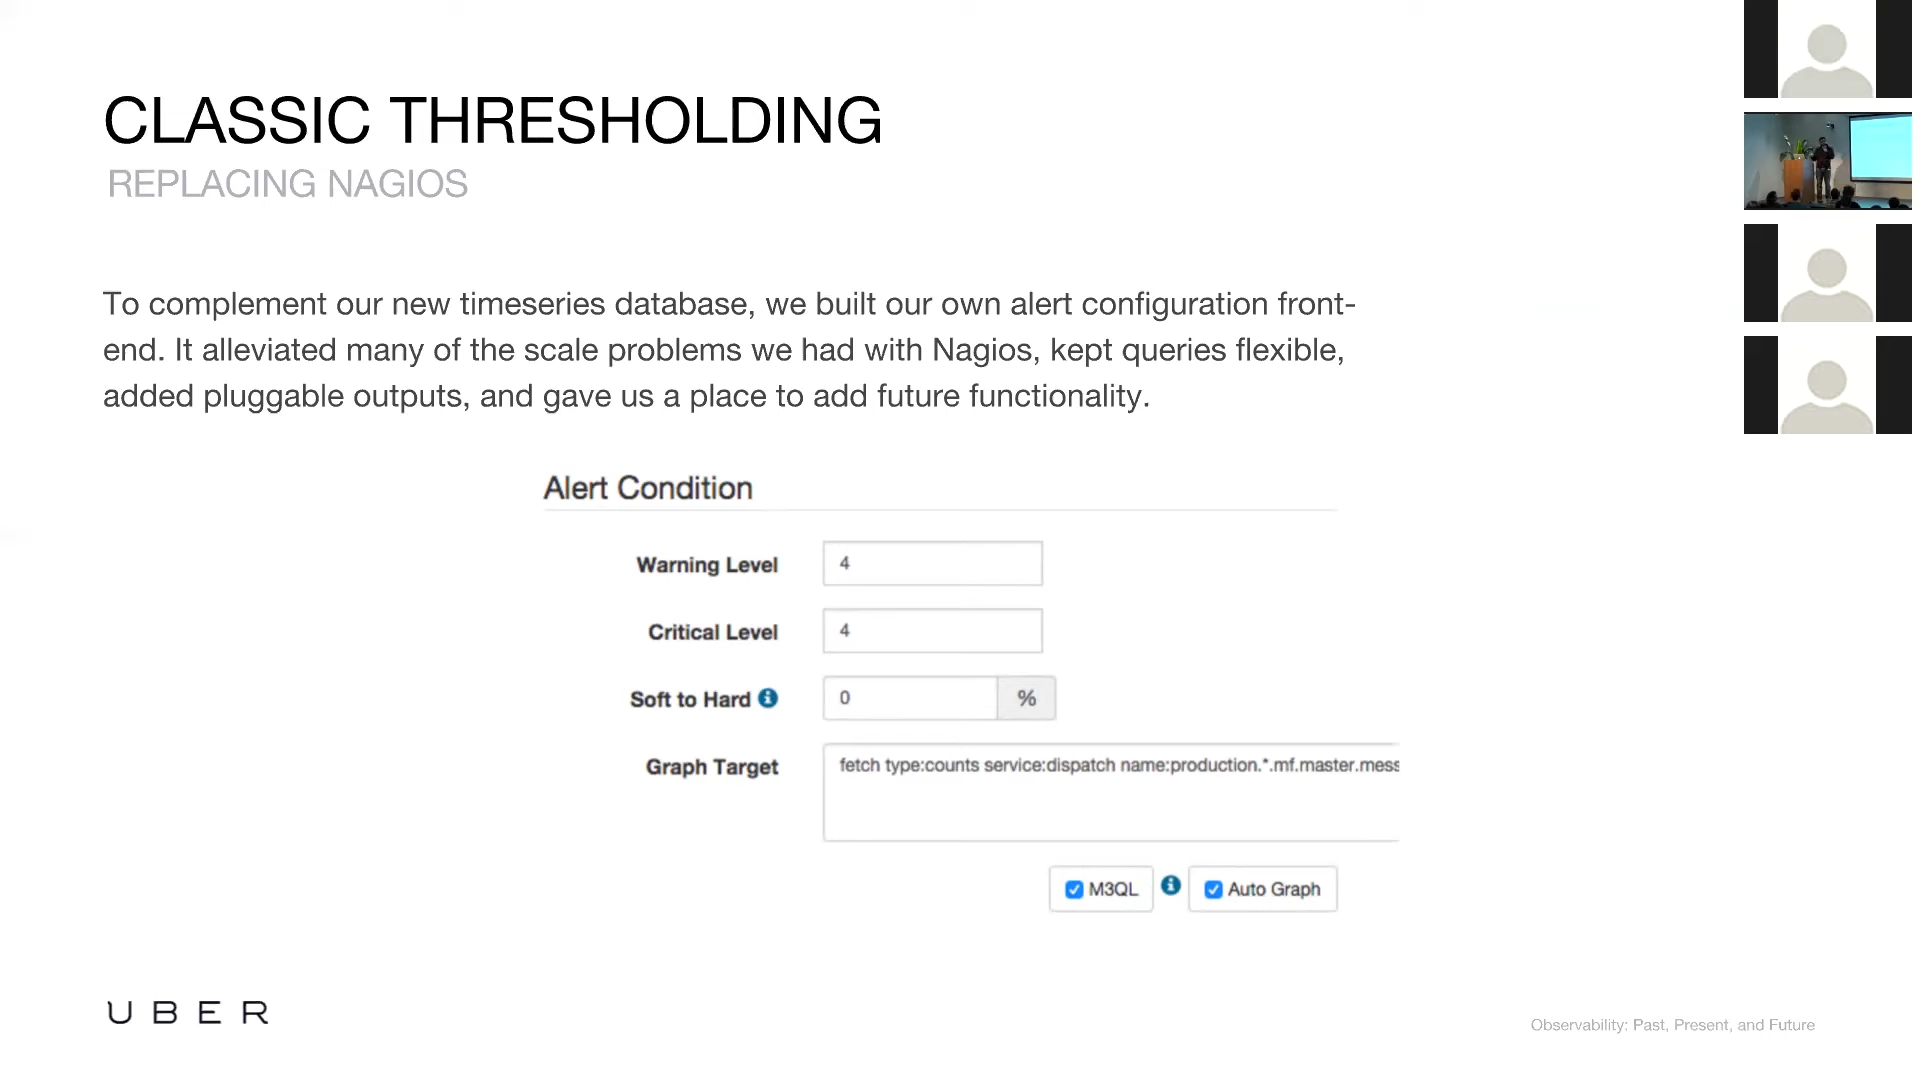 CLASSIC THRESHOLDING
REPLACING NAGIOS
To complement our new timeseries database, we built our own alert configuration front-
end. It alleviated many of the scale problems we had with Nagios, kept queries flexible,
added pluggable outputs, and gave us a place to add future functionality.
Alert Condition
Warning Level 4
Critical Level 4
Soft to Hard 0 %
Graph Target fetch type:counts service:dispatch name:production.*.mf.master.mess
M3QL Auto Graph
UBER
Observability: Past, Present, and Future